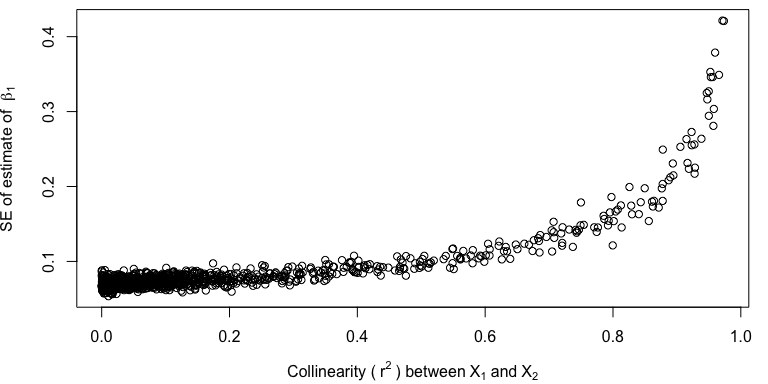 SE of estimate of β1
0.4
0.3
0.2
0.1
0.0 0.2 0.4 0.6 0.8 1.0
Collinearity ( r2 ) between X1 and X2